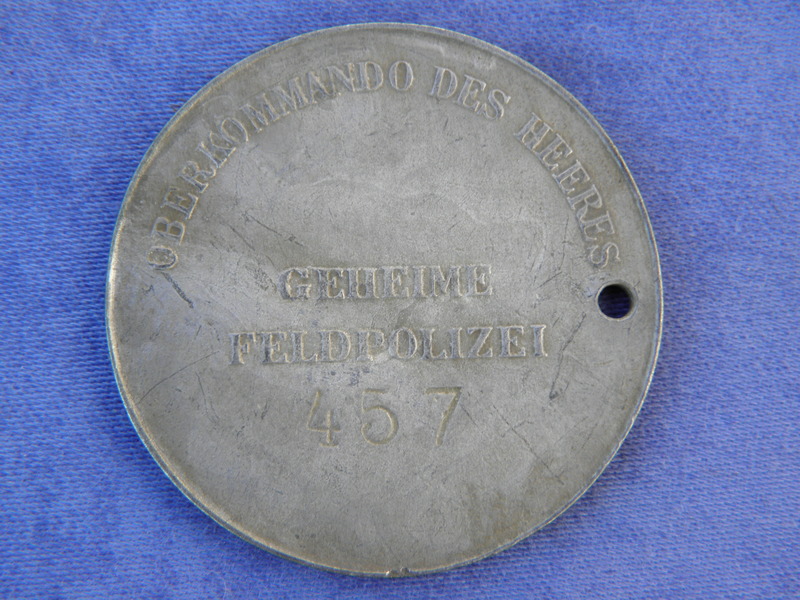 OBERKOMMANDO DES HEERES
GEHEIME
FELDPOLIZEI
457